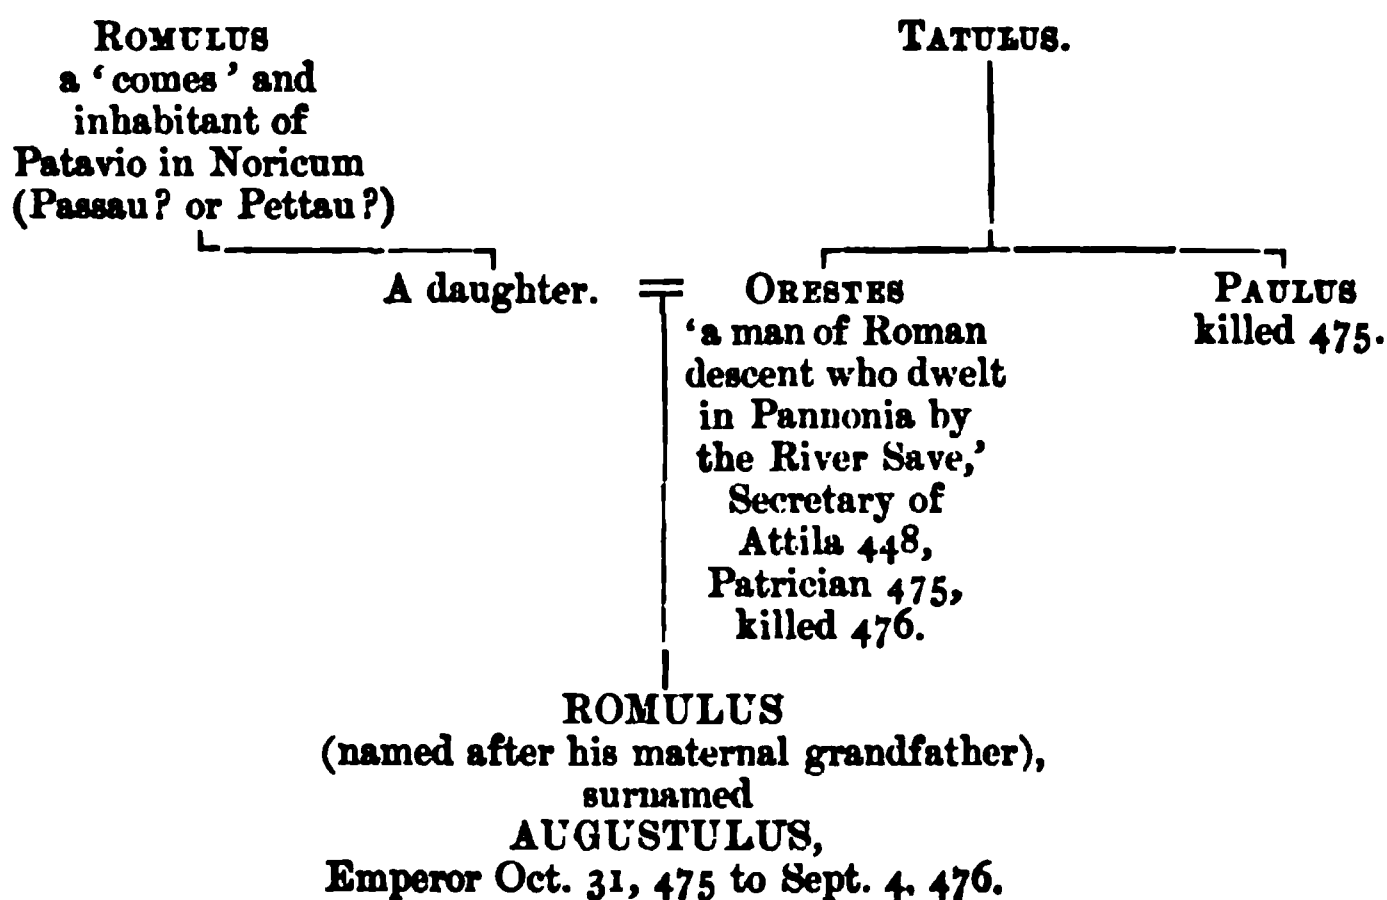 ROMULUS
a ‘comes’ and
inhabitant of
Patavio in Noricum
(Passau? or Pettau?)
TATULUS.
A daughter.
=
ORESTES
‘a man of Roman
descent who dwelt
in Pannonia by
the River Save,’
Secretary of
Attila 448,
Patrician 475,
killed 476.
PAULUS
killed 475.
ROMULUS
(named after his maternal grandfather),
surnamed
AUGUSTULUS,
Emperor Oct. 31, 475 to Sept. 4, 476.